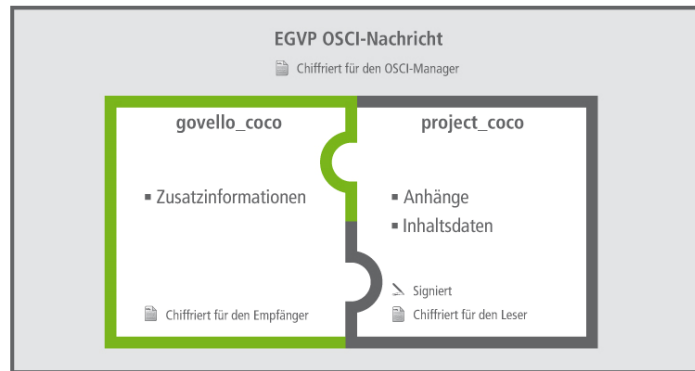 EGVP OSCI-Nachricht
Chiffriert für den OSCI-Manager
govello_coco
Zusatzinformationen
Chiffriert für den Empfänger
project_coco
Anhänge
Inhaltsdaten
Signiert
Chiffriert für den Leser